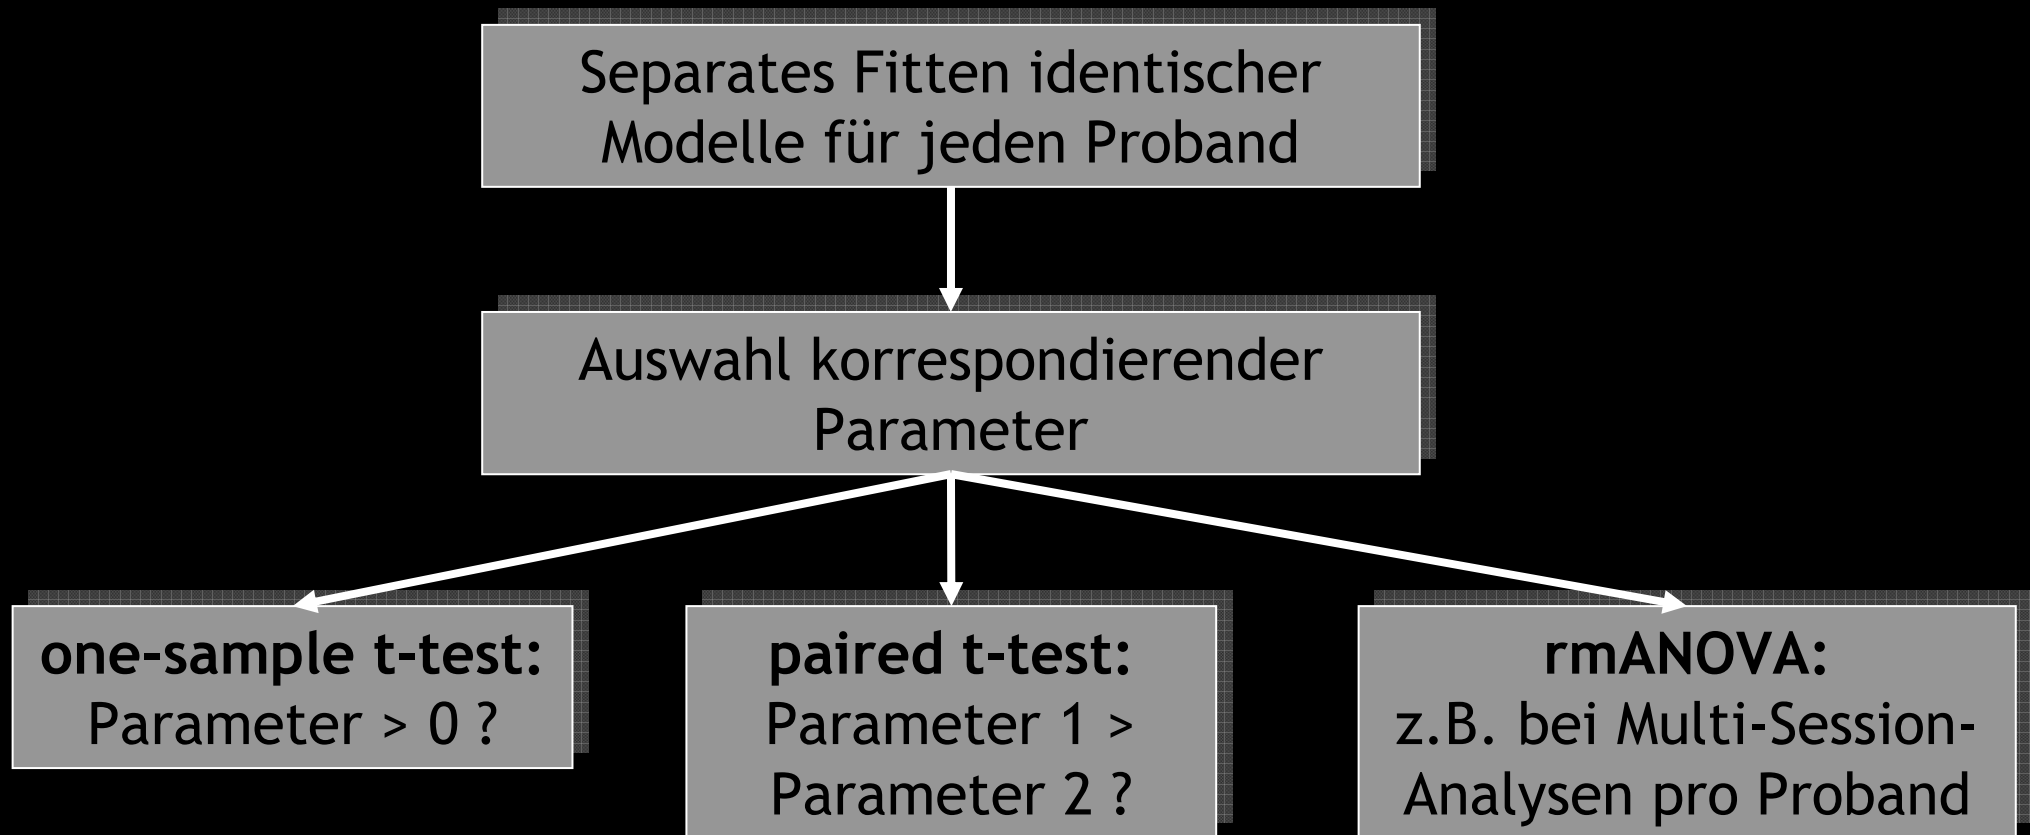 Separates Fitten identischer
Modelle für jeden Proband
Auswahl korrespondierender
Parameter
one-sample t-test:
Parameter > 0 ?
paired t-test:
Parameter 1 >
Parameter 2 ?
rmANOVA:
z.B. bei Multi-Session-
Analysen pro Proband